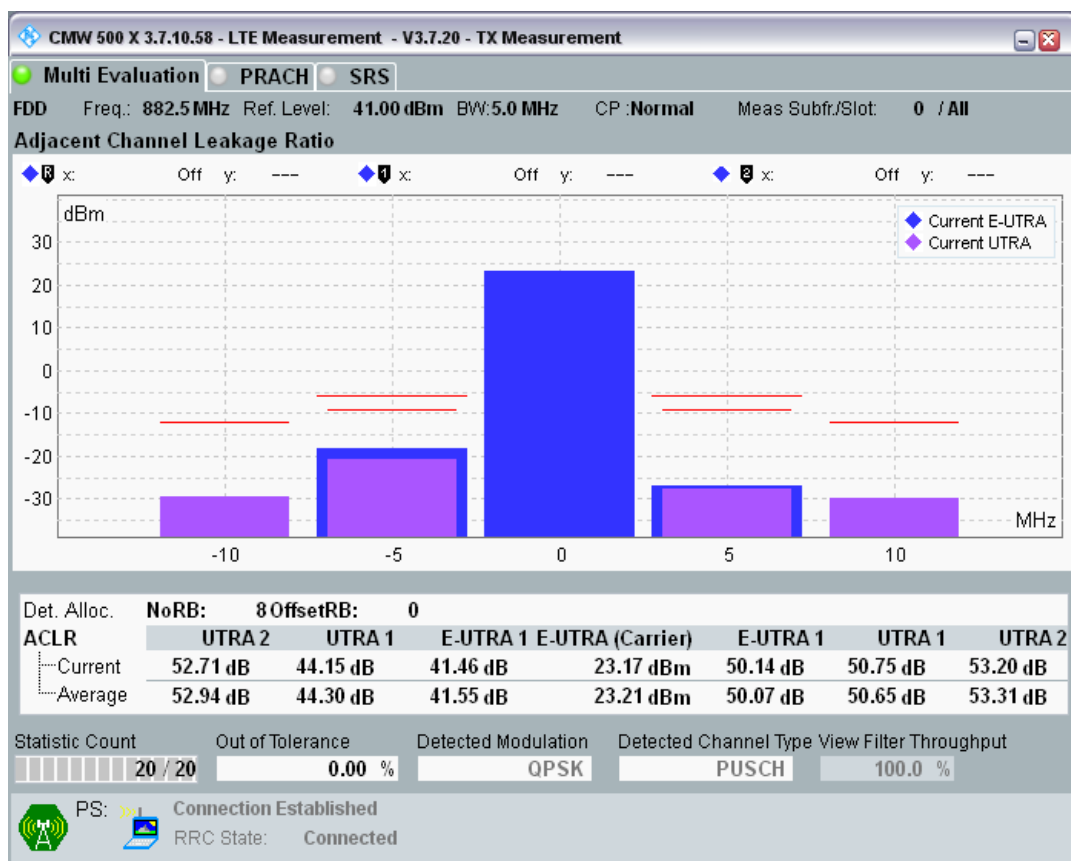 CMW 500 X 3.7.10.58 - LTE Measurement - V3.7.20 - TX Measurement
Multi Evaluation PRACH SRS
FDD Freq.: 882.5 MHz Ref. Level: 41.00 dBm BW:5.0 MHz CP :Normal Meas Subfr./Slot: 0 / All
Adjacent Channel Leakage Ratio
R x: Off y: --- 1 x: Off y: --- 2 x: Off y: ---
dBm
Current E-UTRA
Current UTRA
30
20
10
0
-10
-20
-30
MHz
-10 -5 0 5 10
Det. Alloc. NoRB: 8 OffsetRB: 0
ACLR UTRA 2 UTRA 1 E-UTRA 1 E-UTRA (Carrier) E-UTRA 1 UTRA 1 UTRA 2
Current 52.71 dB 44.15 dB 41.46 dB 23.17 dBm 50.14 dB 50.75 dB 53.20 dB
Average 52.94 dB 44.30 dB 41.55 dB 23.21 dBm 50.07 dB 50.65 dB 53.31 dB
Statistic Count Out of Tolerance Detected Modulation Detected Channel Type View Filter Throughput
20 / 20 0.00 % QPSK PUSCH 100.0 %
PS: Connection Established
RRC State: Connected